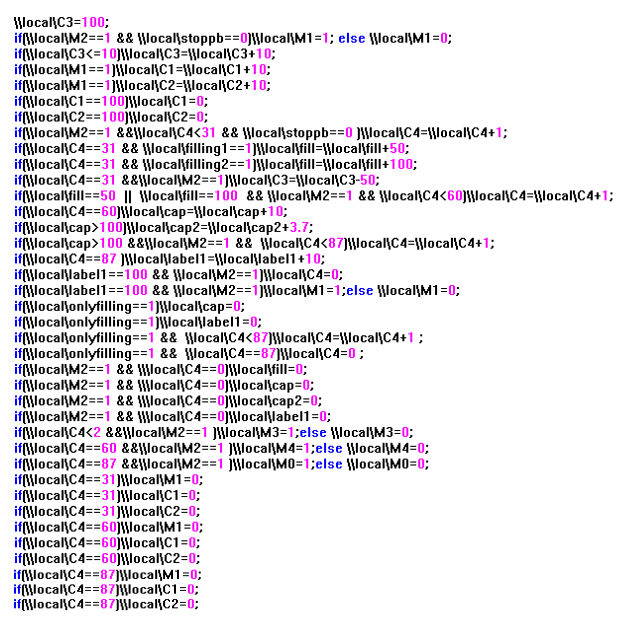 \\local\C3=100;
if(\\local\M2==1 && \\local\stoppb==0)\\local\M1=1; else \\local\M1=0;
if(\\local\C3<=10)\\local\C3=\\local\C3+10;
if(\\local\M1==1)\\local\C1=\\local\C1+10;
if(\\local\M1==1)\\local\C2=\\local\C2+10;
if(\\local\C1==100)\\local\C1=0;
if(\\local\C2==100)\\local\C2=0;
if(\\local\M2==1 &&\\local\C4<31 && \\local\stoppb==0 )\\local\C4=\\local\C4+1;
if(\\local\C4==31 && \\local\filling1==1)\\local\fill=\\local\fill+50;
if(\\local\C4==31 && \\local\filling2==1)\\local\fill=\\local\fill+100;
if(\\local\C4==31 &&\\local\M2==1)\\local\C3=\\local\C3-50;
if(\\local\fill==50 || \\local\fill==100 && \\local\M2==1 && \\local\C4<60)\\local\C4=\\local\C4+1;
if(\\local\C4==60)\\local\cap=\\local\cap+10;
if(\\local\cap>100)\\local\cap2=\\local\cap2+3.7;
if(\\local\cap>100 &&\\local\M2==1 && \\local\C4<87)\\local\C4=\\local\C4+1;
if(\\local\C4==87 )\\local\label1=\\local\label1+10;
if(\\local\label1==100 && \\local\M2==1)\\local\C4=0;
if(\\local\label1==100 && \\local\M2==1)\\local\M1=1;else \\local\M1=0;
if(\\local\onlyfilling==1)\\local\cap=0;
if(\\local\onlyfilling==1)\\local\label1=0;
if(\\local\onlyfilling==1 && \\local\C4<87)\\local\C4=\\local\C4+1 ;
if(\\local\onlyfilling==1 && \\local\C4==87)\\local\C4=0 ;
if(\\local\M2==1 && \\local\C4==0)\\local\fill=0;
if(\\local\M2==1 && \\local\C4==0)\\local\cap=0;
if(\\local\M2==1 && \\local\C4==0)\\local\cap2=0;
if(\\local\M2==1 && \\local\C4==0)\\local\label1=0;
if(\\local\C4<2 &&\\local\M2==1 )\\local\M3=1;else \\local\M3=0;
if(\\local\C4==60 &&\\local\M2==1 )\\local\M4=1;else \\local\M4=0;
if(\\local\C4==87 &&\\local\M2==1 )\\local\M0=1;else \\local\M0=0;
if(\\local\C4==31)\\local\M1=0;
if(\\local\C4==31)\\local\C1=0;
if(\\local\C4==31)\\local\C2=0;
if(\\local\C4==60)\\local\M1=0;
if(\\local\C4==60)\\local\C1=0;
if(\\local\C4==60)\\local\C2=0;
if(\\local\C4==87)\\local\M1=0;
if(\\local\C4==87)\\local\C1=0;
if(\\local\C4==87)\\local\C2=0;